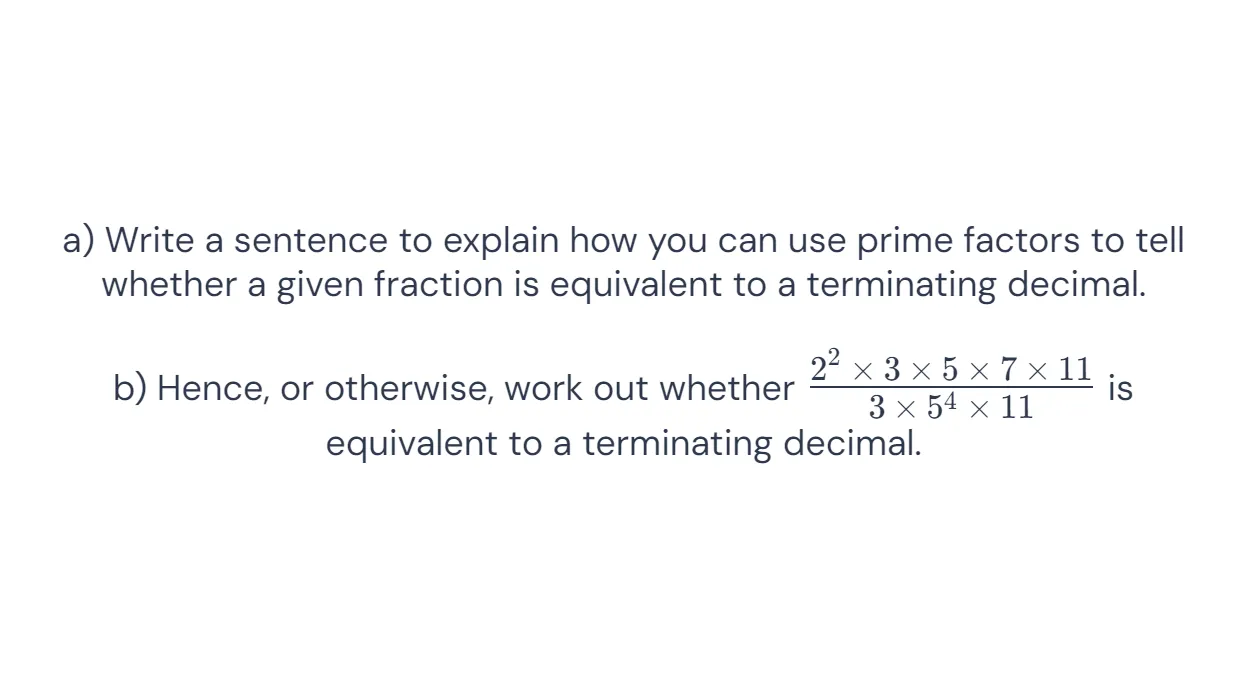 a) Write a sentence to explain how you can use prime factors to tell
whether a given fraction is equivalent to a terminating decimal.
b) Hence, or otherwise, work out whether $\frac{2^2 \times 3 \times 5 \times 7 \times 11}{3 \times 5^4 \times 11}$ is
equivalent to a terminating decimal.